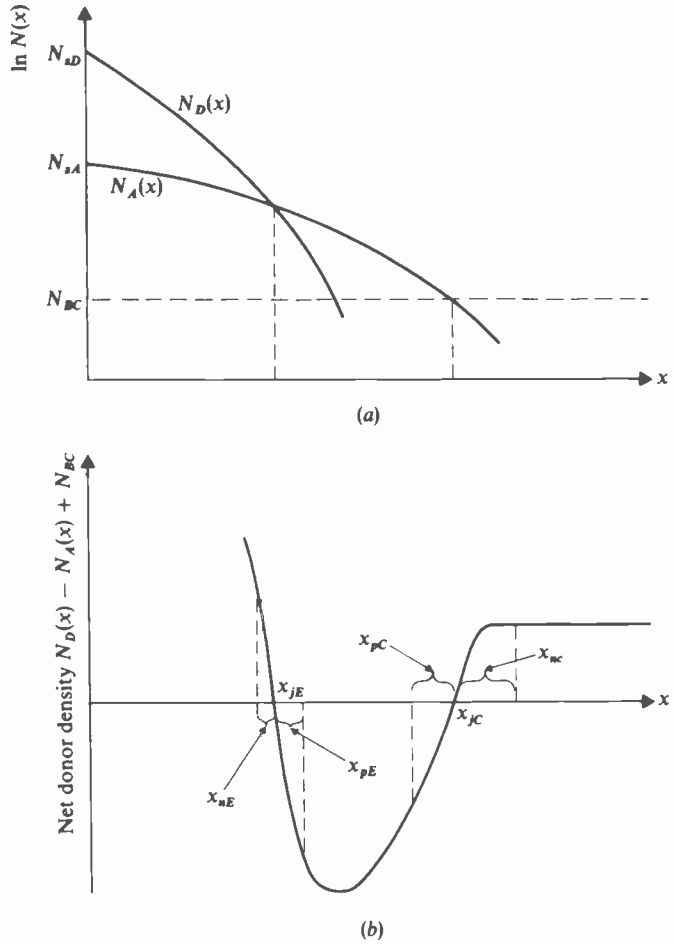 ln N(x)
N_sD
N_D(x)
N_sA
N_A(x)
N_BC
x
(a)
Net donor density N_D(x) − N_A(x) + N_BC
x_pC
x_nc
x_jE
x_jC
x
x_nE
x_pE
(b)